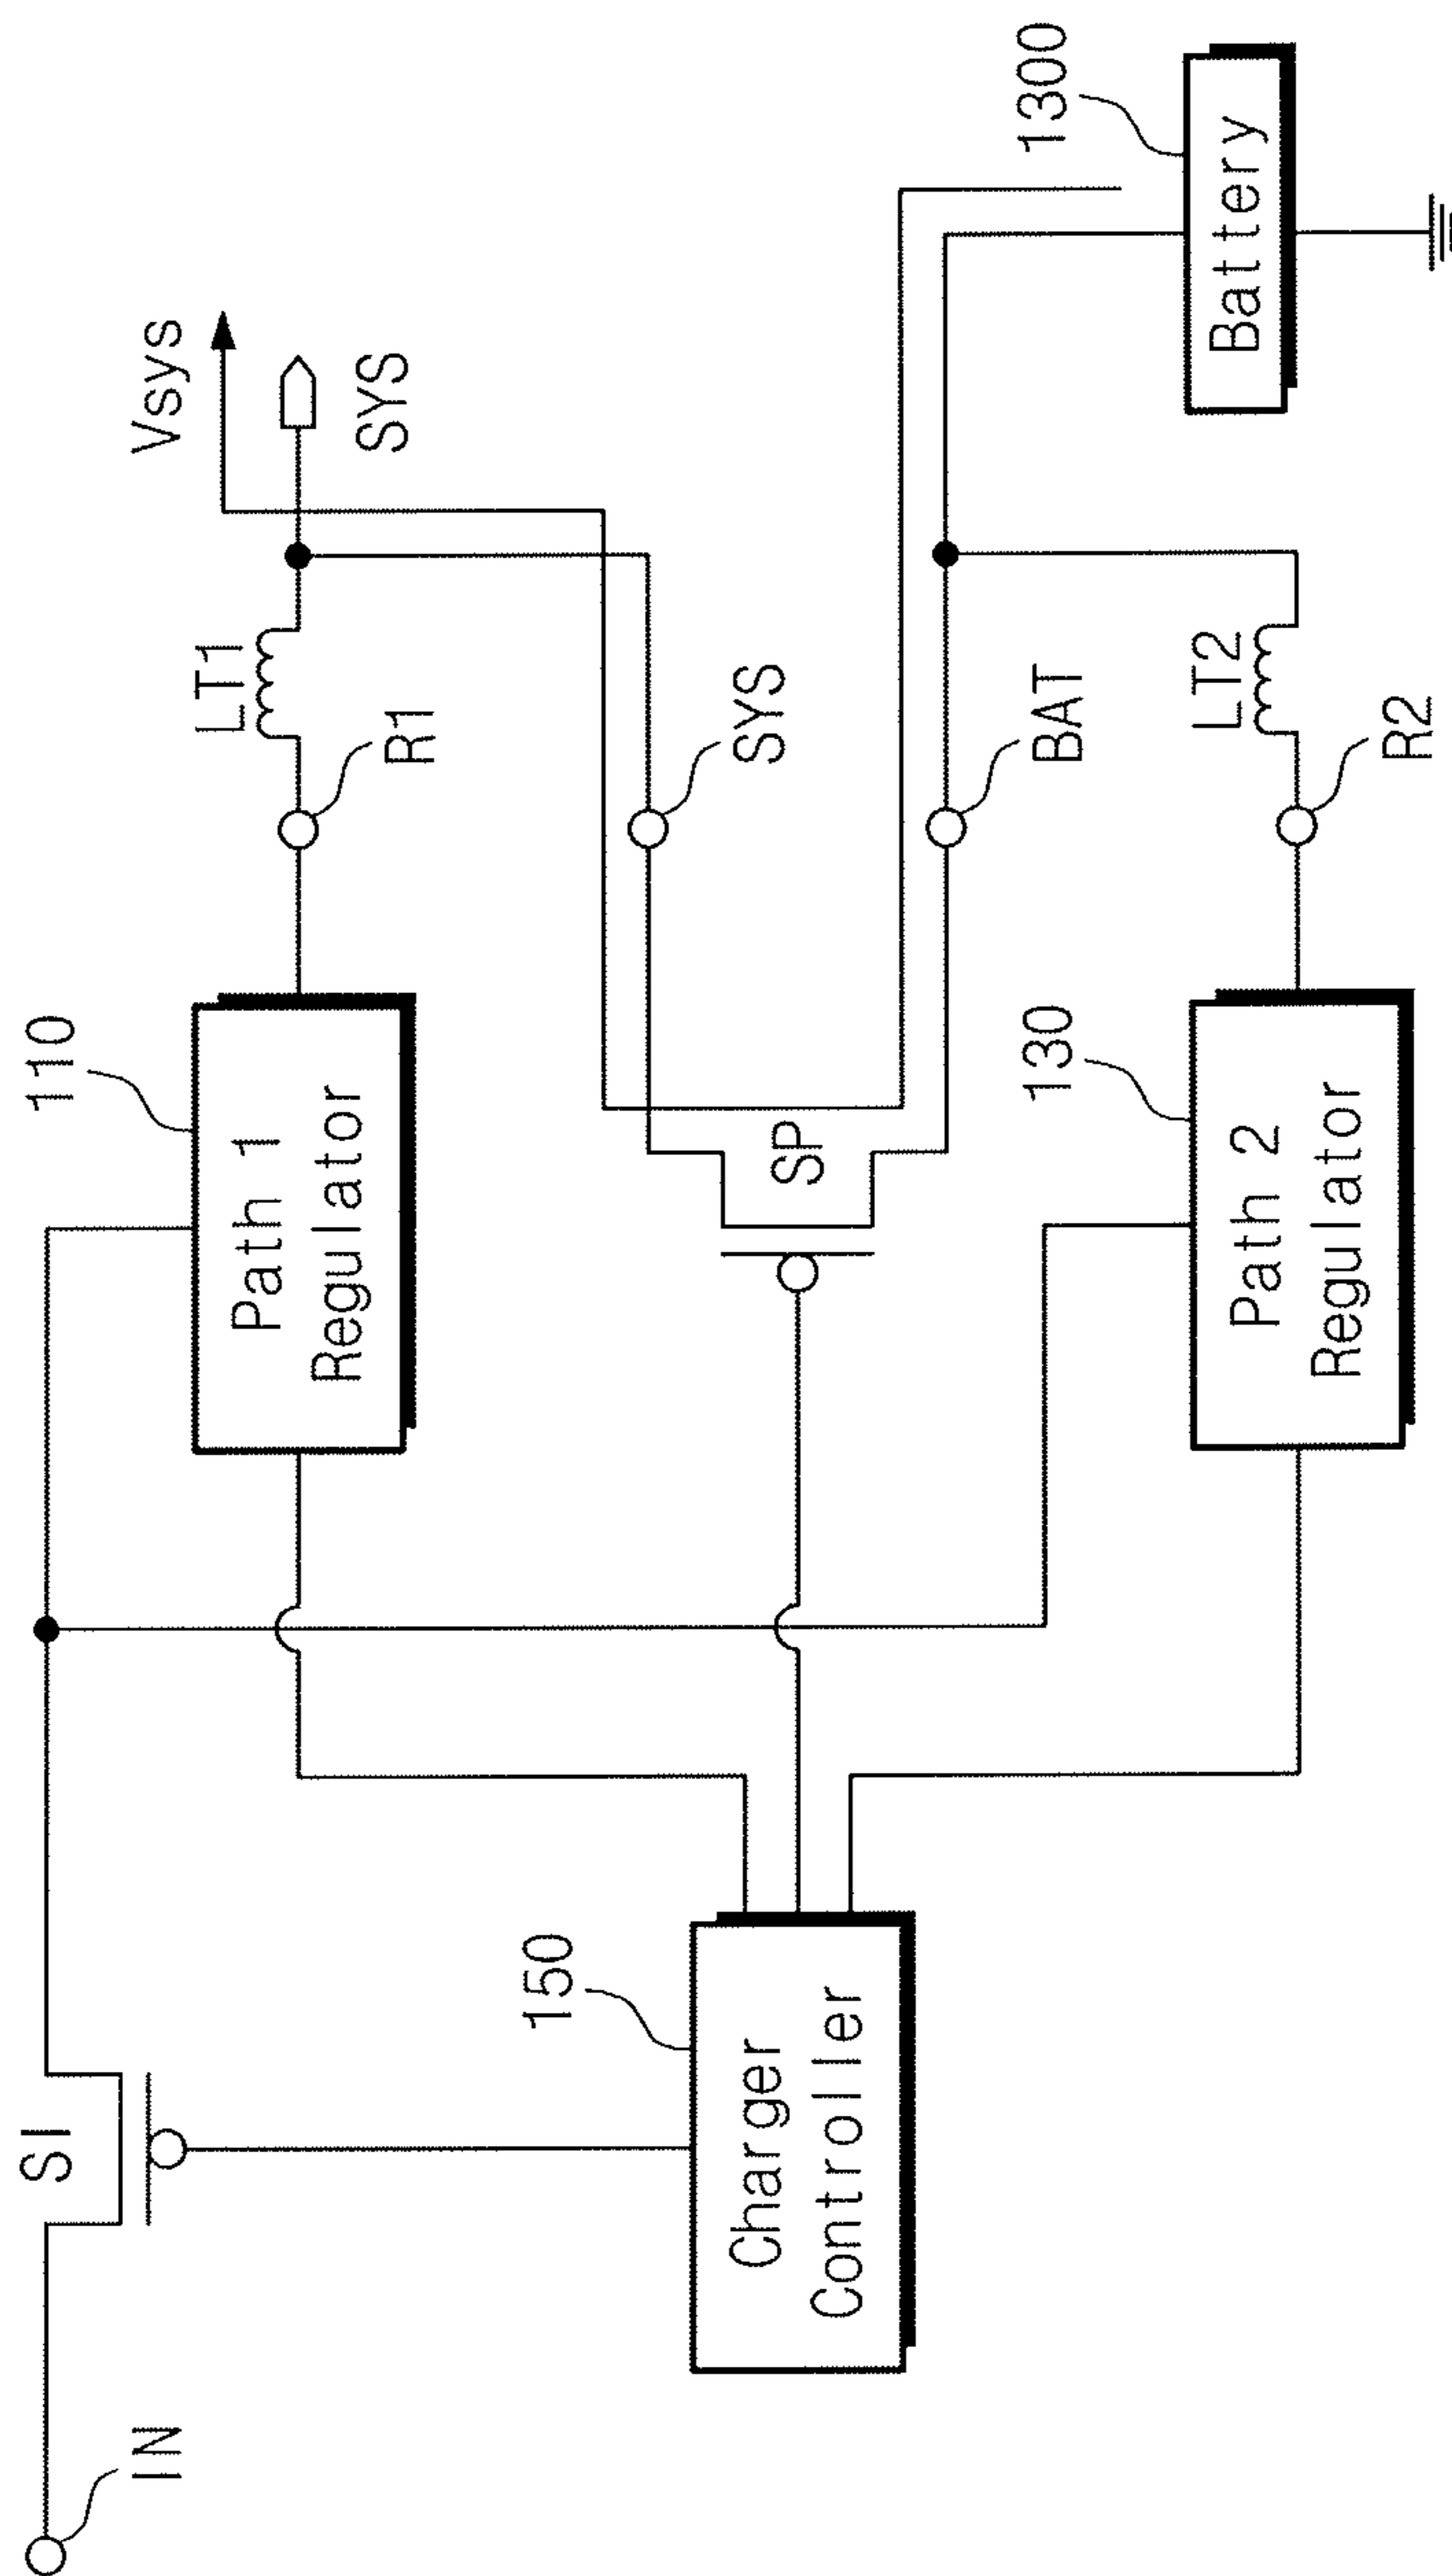 IN
SI
150
Charger
Controller
110
Path 1
Regulator
R1
LT1
Vsys
SYS
SP
SYS
BAT
130
Path 2
Regulator
R2
LT2
1300
Battery